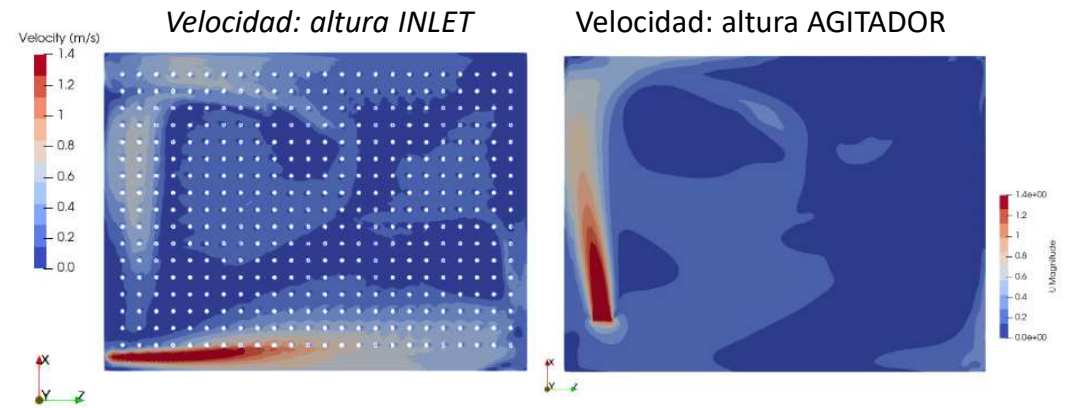 Velocidad: altura INLET
Velocidad: altura AGITADOR
Velocity (m/s)
1.4
1.2
1
0.8
0.6
0.4
0.2
0.0
X
Y
Z
1.4e+00
1.2
1
0.8
0.6
0.4
0.2
0.0e+00
U Magnitude
X
Y
Z